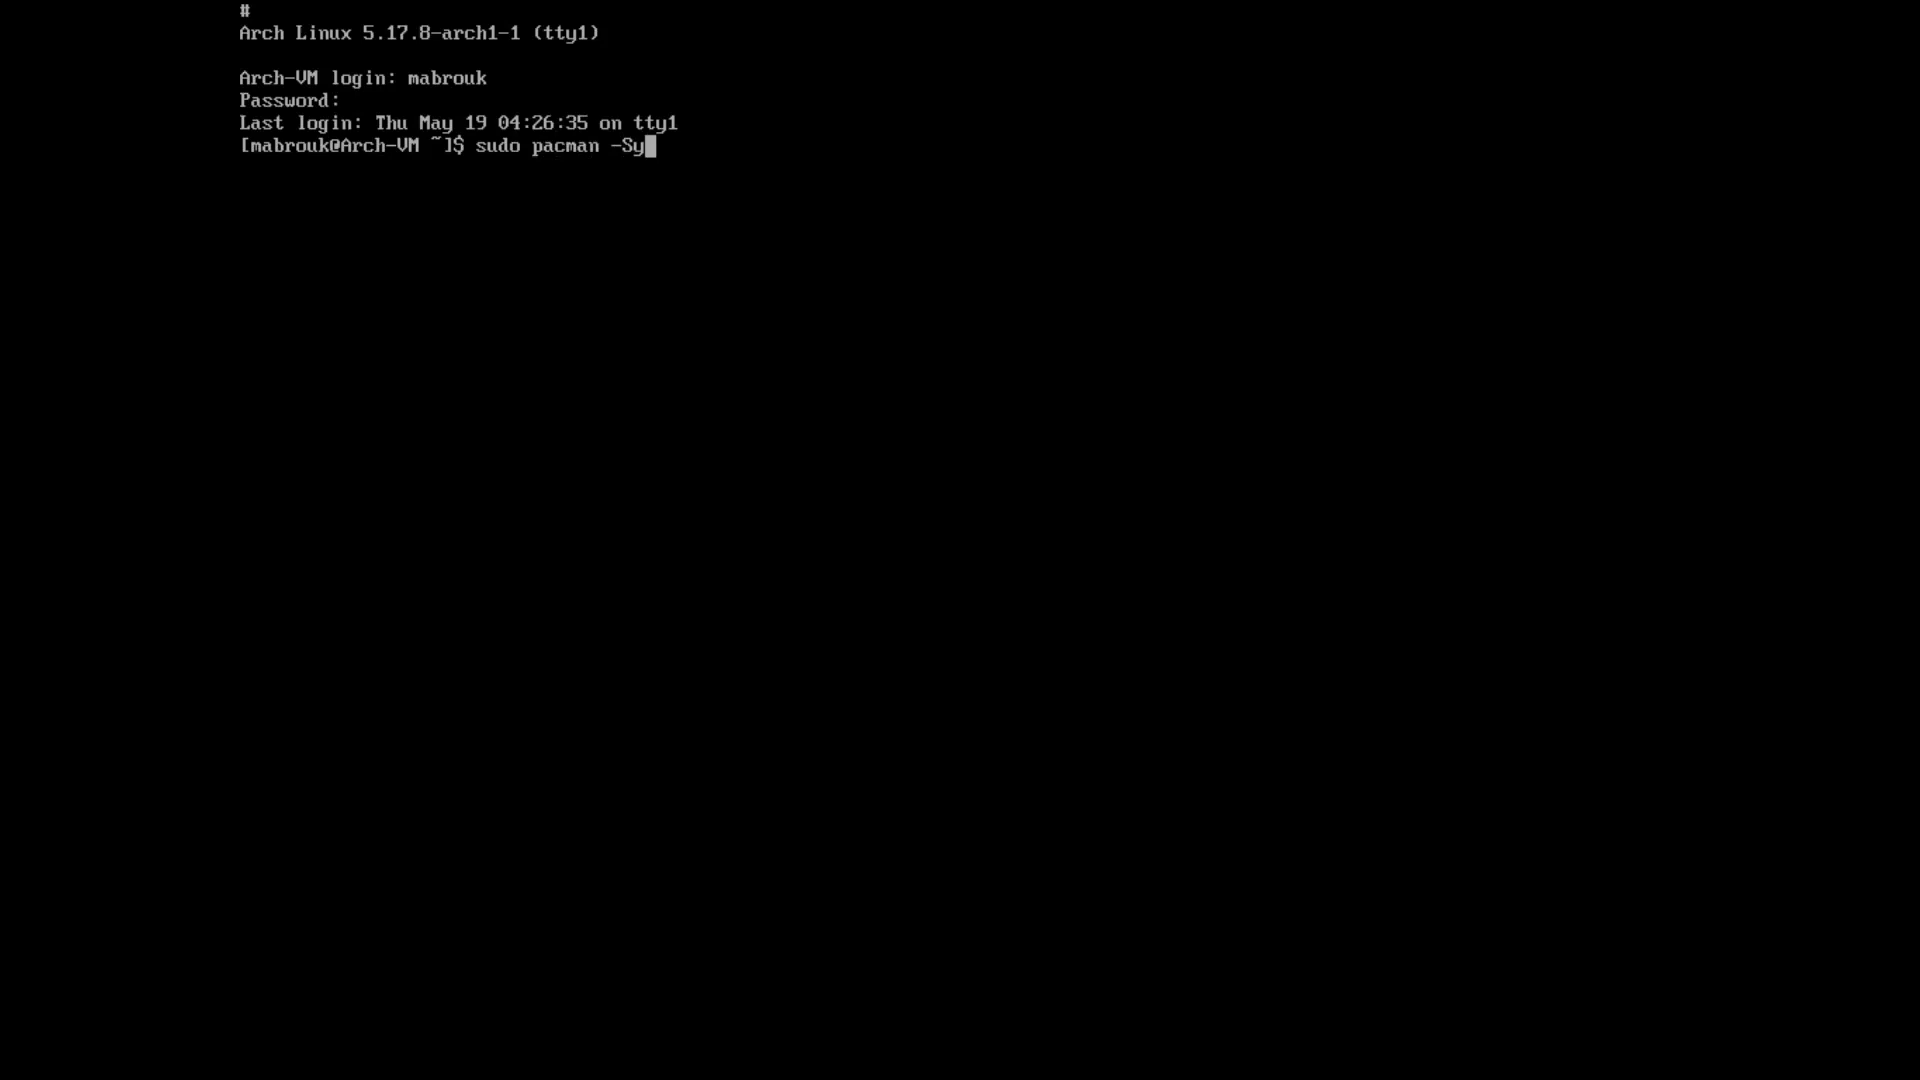 #
Arch Linux 5.17.8-arch1-1 (tty1)
Arch-VM login: mabrouk
Password:
Last login: Thu May 19 04:26:35 on tty1
[mabrouk@Arch-VM ~]$ sudo pacman -Sy